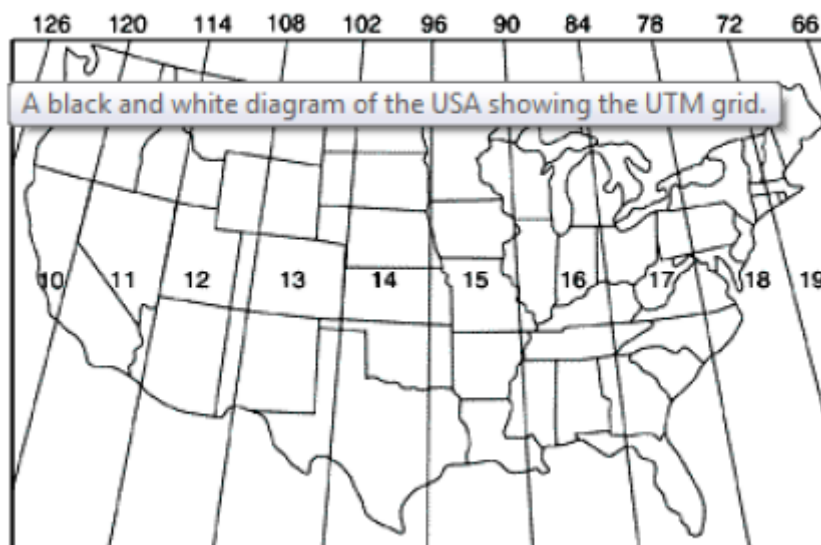 126 120 114 108 102 96 90 84 78 72 66
A black and white diagram of the USA showing the UTM grid.
10 11 12 13 14 15 16 17 18 19